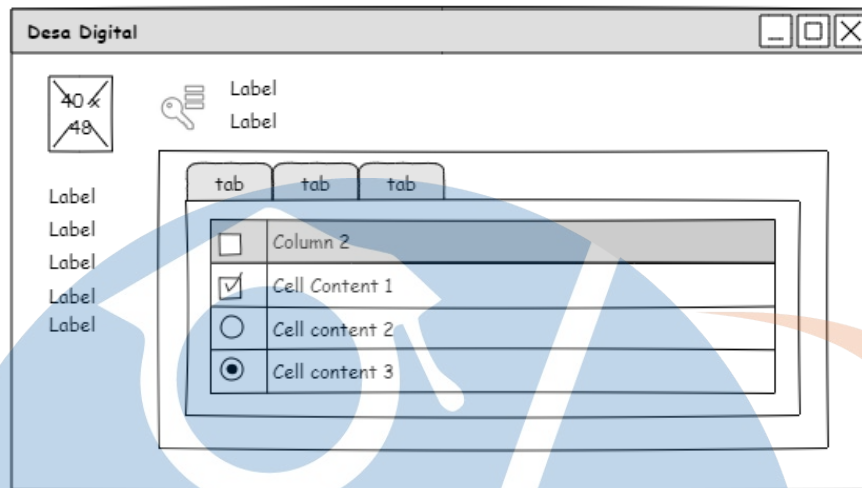 Desa Digital
40 x
48
Label
Label
tab tab tab
Label
Label
Label
Label
Label
Column 2
Cell Content 1
Cell content 2
Cell content 3